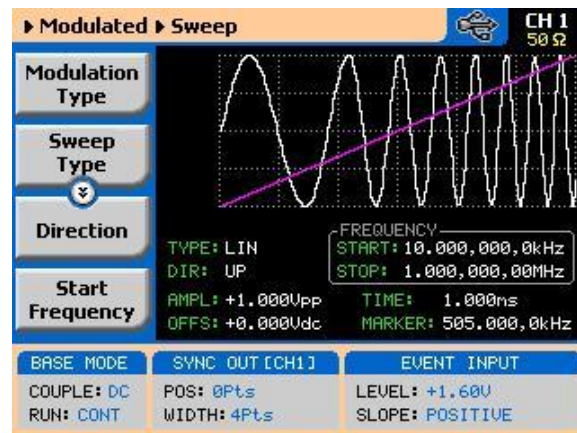 Modulated Sweep
CH 1
50 Ω
Modulation
Type
Sweep
Type
Direction
Start
Frequency
TYPE: LIN
DIR: UP
AMPL: +1.000Vpp
OFFS: +0.000Vdc
FREQUENCY
START: 10.000,000,0kHz
STOP: 1.000,000,00MHz
TIME: 1.000ms
MARKER: 505.000,0kHz
BASE MODE
COUPLE: DC
RUN: CONT
SYNC OUT [CH1]
POS: 0Pts
WIDTH: 4Pts
EVENT INPUT
LEVEL: +1.60V
SLOPE: POSITIVE